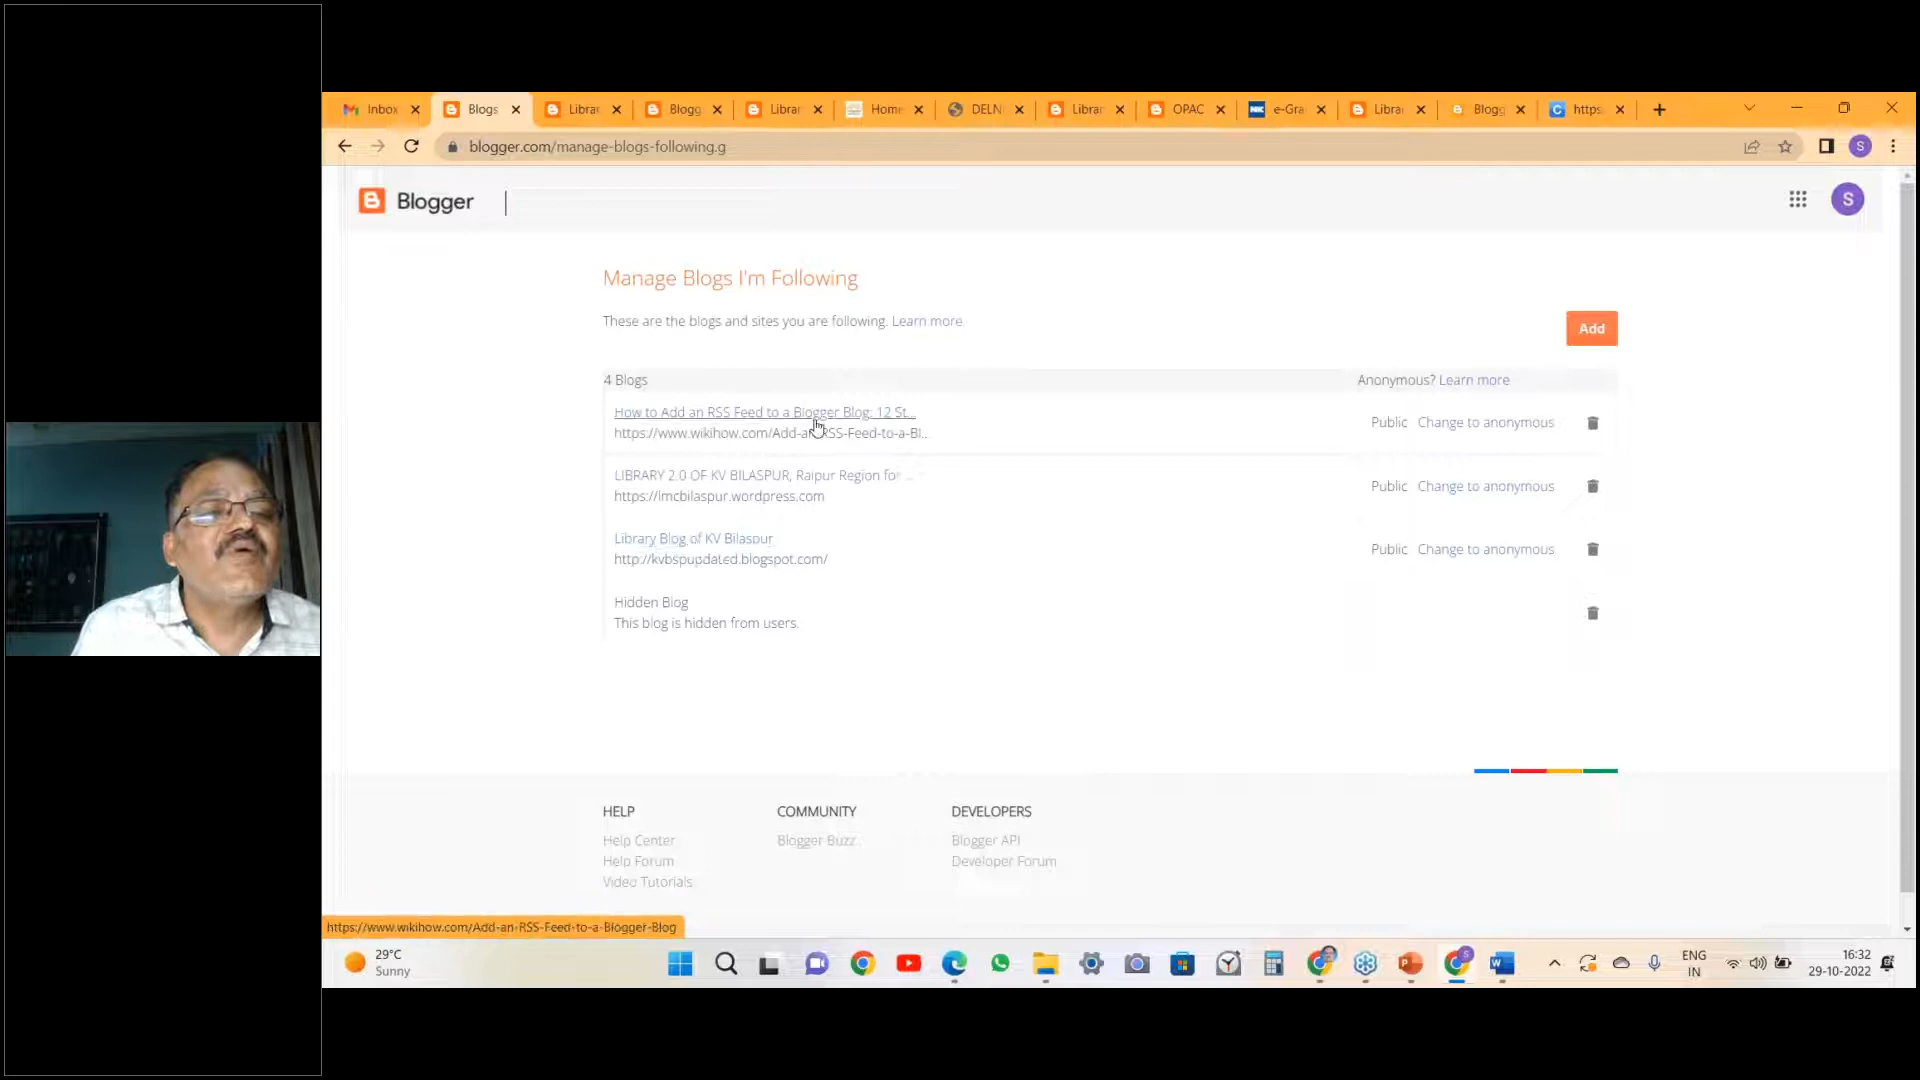 Inbox
Blogs
Librar
Blogg
Librar
Home
DELN
Librar
OPAC
e-Gra
Librar
Blogg
https
blogger.com/manage-blogs-following.g
S
Blogger
S
Manage Blogs I'm Following
These are the blogs and sites you are following. Learn more
Add
4 Blogs
Anonymous? Learn more
How to Add an RSS Feed to a Blogger Blog: 12 St...
https://www.wikihow.com/Add-an-RSS-Feed-to-a-Bl...
Public Change to anonymous
LIBRARY 2.0 OF KV BILASPUR, Raipur Region for ...
https://lmcbilaspur.wordpress.com
Public Change to anonymous
Library Blog of KV Bilaspur
http://kvbspupdated.blogspot.com/
Public Change to anonymous
Hidden Blog
This blog is hidden from users.
HELP
COMMUNITY
DEVELOPERS
Help Center
Blogger Buzz
Blogger API
Help Forum
Developer Forum
Video Tutorials
https://www.wikihow.com/Add-an-RSS-Feed-to-a-Blogger-Blog
29°C
Sunny
ENG
IN
16:32
29-10-2022